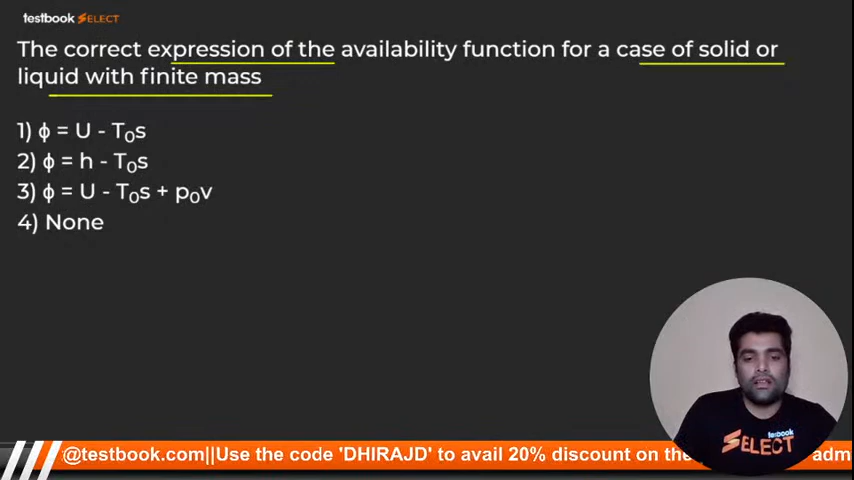 testbook SELECT
The correct expression of the availability function for a case of solid or
liquid with finite mass
1) ϕ = U - T₀s
2) ϕ = h - T₀s
3) ϕ = U - T₀s + p₀v
4) None
testbook
SELECT
@testbook.com||Use the code 'DHIRAJD' to avail 20% discount on the adm